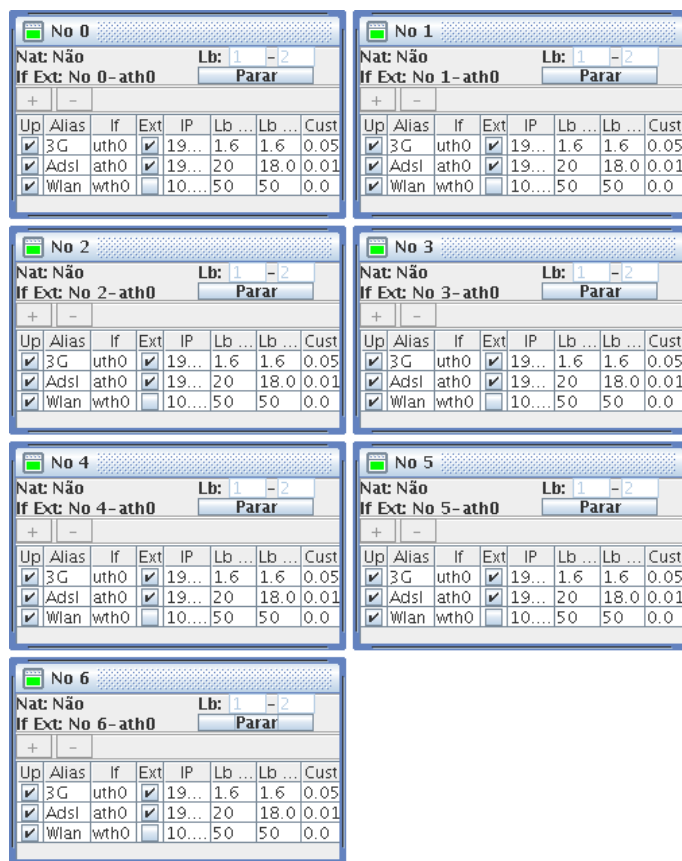 No 0
Nat: Não Lb: 1 - 2
If Ext: No 0-ath0 Parar
+ -
Up Alias If Ext IP Lb ... Lb ... Cust
3G uth0 19... 1.6 1.6 0.05
Adsl ath0 19... 20 18.0 0.01
Wlan wth0 10.... 50 50 0.0
No 1
Nat: Não Lb: 1 - 2
If Ext: No 1-ath0 Parar
+ -
Up Alias If Ext IP Lb ... Lb ... Cust
3G uth0 19... 1.6 1.6 0.05
Adsl ath0 19... 20 18.0 0.01
Wlan wth0 10.... 50 50 0.0
No 2
Nat: Não Lb: 1 - 2
If Ext: No 2-ath0 Parar
+ -
Up Alias If Ext IP Lb ... Lb ... Cust
3G uth0 19... 1.6 1.6 0.05
Adsl ath0 19... 20 18.0 0.01
Wlan wth0 10.... 50 50 0.0
No 3
Nat: Não Lb: 1 - 2
If Ext: No 3-ath0 Parar
+ -
Up Alias If Ext IP Lb ... Lb ... Cust
3G uth0 19... 1.6 1.6 0.05
Adsl ath0 19... 20 18.0 0.01
Wlan wth0 10.... 50 50 0.0
No 4
Nat: Não Lb: 1 - 2
If Ext: No 4-ath0 Parar
+ -
Up Alias If Ext IP Lb ... Lb ... Cust
3G uth0 19... 1.6 1.6 0.05
Adsl ath0 19... 20 18.0 0.01
Wlan wth0 10.... 50 50 0.0
No 5
Nat: Não Lb: 1 - 2
If Ext: No 5-ath0 Parar
+ -
Up Alias If Ext IP Lb ... Lb ... Cust
3G uth0 19... 1.6 1.6 0.05
Adsl ath0 19... 20 18.0 0.01
Wlan wth0 10.... 50 50 0.0
No 6
Nat: Não Lb: 1 - 2
If Ext: No 6-ath0 Parar
+ -
Up Alias If Ext IP Lb ... Lb ... Cust
3G uth0 19... 1.6 1.6 0.05
Adsl ath0 19... 20 18.0 0.01
Wlan wth0 10.... 50 50 0.0